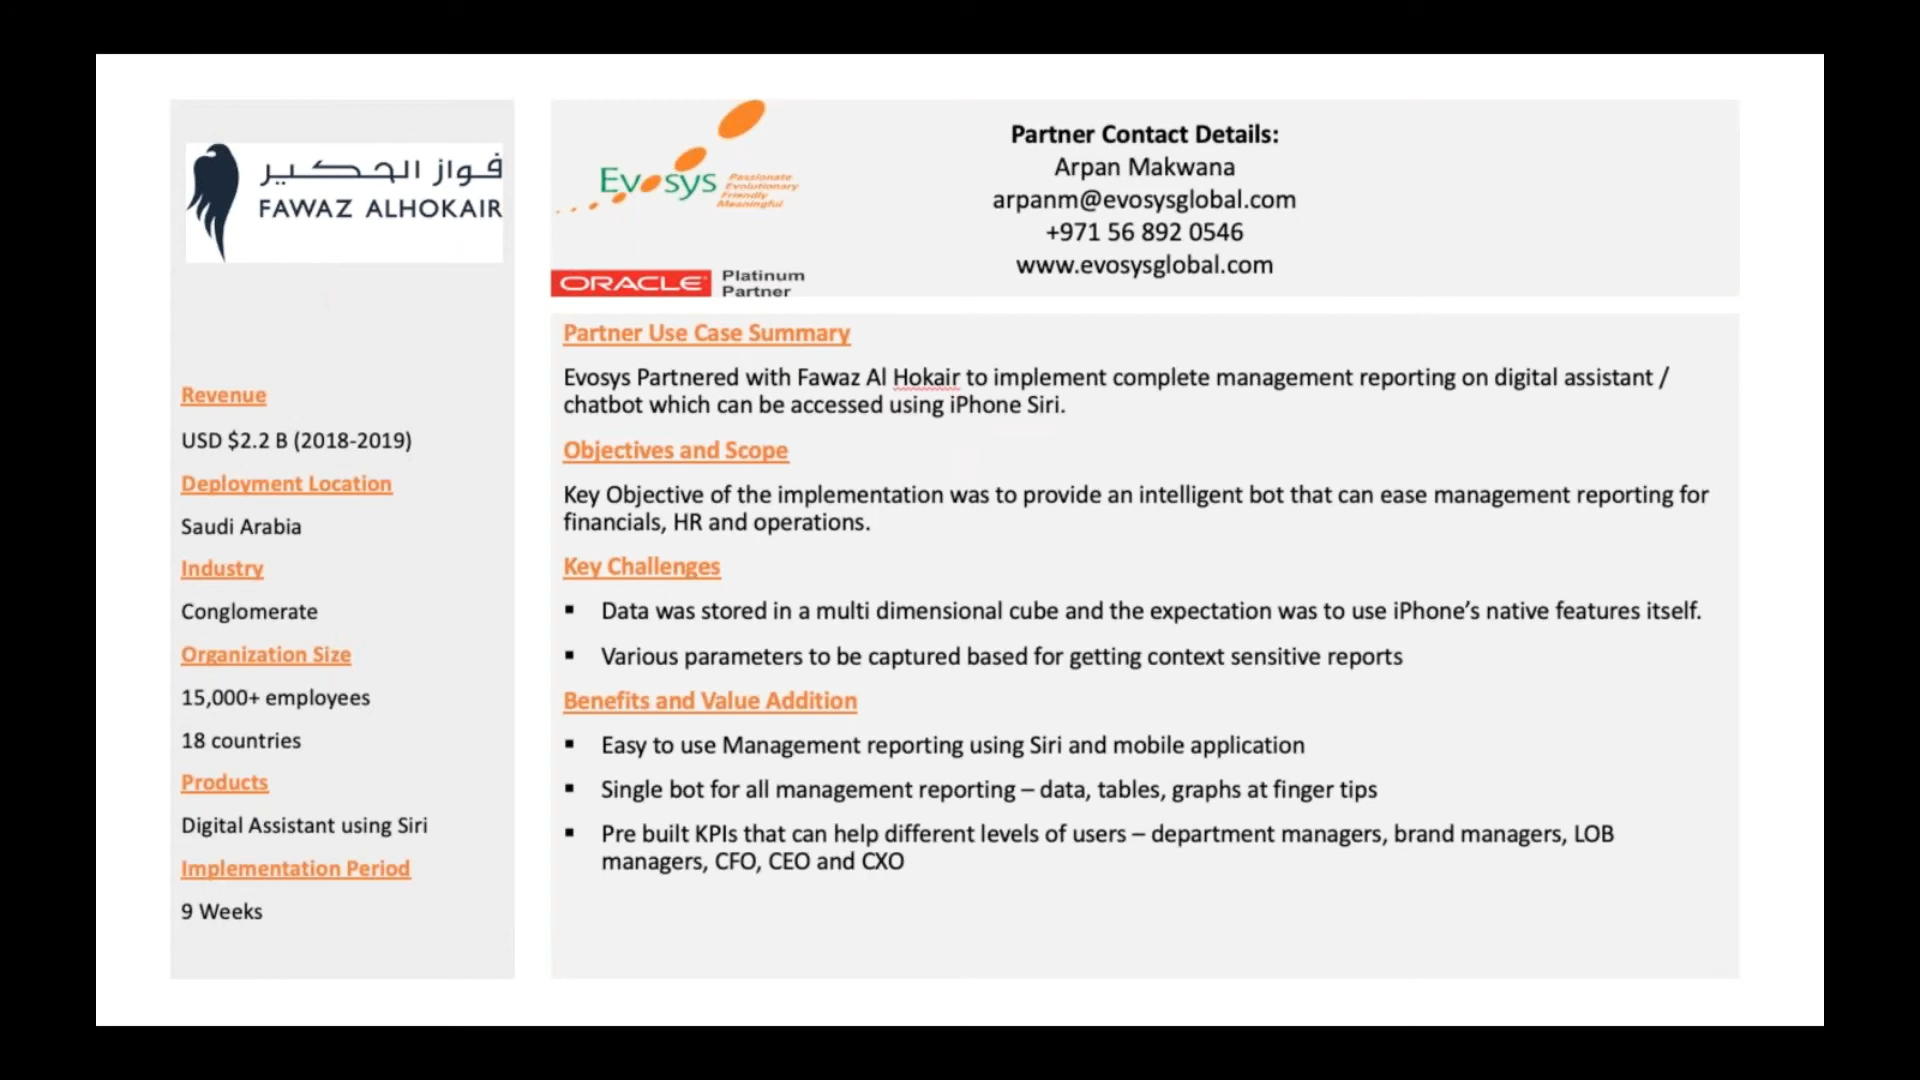 فواز الحكير
FAWAZ ALHOKAIR
Revenue
USD $2.2 B (2018-2019)
Deployment Location
Saudi Arabia
Industry
Conglomerate
Organization Size
15,000+ employees
18 countries
Products
Digital Assistant using Siri
Implementation Period
9 Weeks
Evosys
Passionate
Evolutionary
Friendly
Meaningful
ORACLE
Platinum
Partner
Partner Contact Details:
Arpan Makwana
arpanm@evosysglobal.com
+971 56 892 0546
www.evosysglobal.com
Partner Use Case Summary
Evosys Partnered with Fawaz Al Hokair to implement complete management reporting on digital assistant /
chatbot which can be accessed using iPhone Siri.
Objectives and Scope
Key Objective of the implementation was to provide an intelligent bot that can ease management reporting for
financials, HR and operations.
Key Challenges
▪ Data was stored in a multi dimensional cube and the expectation was to use iPhone’s native features itself.
▪ Various parameters to be captured based for getting context sensitive reports
Benefits and Value Addition
▪ Easy to use Management reporting using Siri and mobile application
▪ Single bot for all management reporting – data, tables, graphs at finger tips
▪ Pre built KPIs that can help different levels of users – department managers, brand managers, LOB
managers, CFO, CEO and CXO